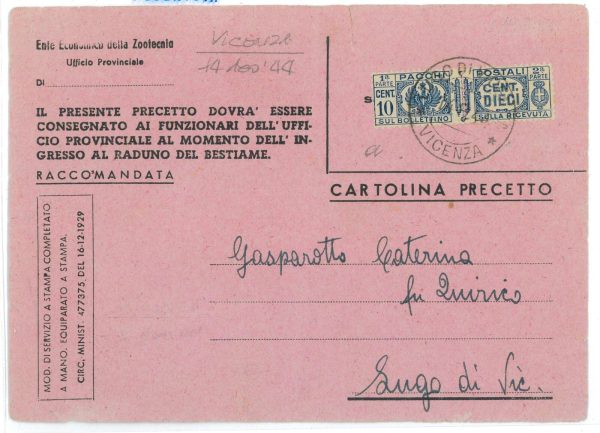 Ente Economico della Zootecnia
Ufficio Provinciale
DI
VICENZA
14 AGO '44
IL PRESENTE PRECETTO DOVRA' ESSERE
CONSEGNATO AI FUNZIONARI DELL'UFFI-
CIO PROVINCIALE AL MOMENTO DELL' IN-
GRESSO AL RADUNO DEL BESTIAME.
RACCOMANDATA
1ª PARTE
PACCHI
CENT. 10
SUL BOLLETTINO
POSTALI
2ª PARTE
CENT. DIECI
SULLA RICEVUTA
S
VICENZA
a
CARTOLINA PRECETTO
Gasparotto Caterina
fu Quirico
Lugo di Vic.
MOD. DI SERVIZIO A STAMPA COMPLETATO
A MANO. EQUIPARATO A STAMPA.
CIRC. MINIST. 477375, DEL 16-12-1929